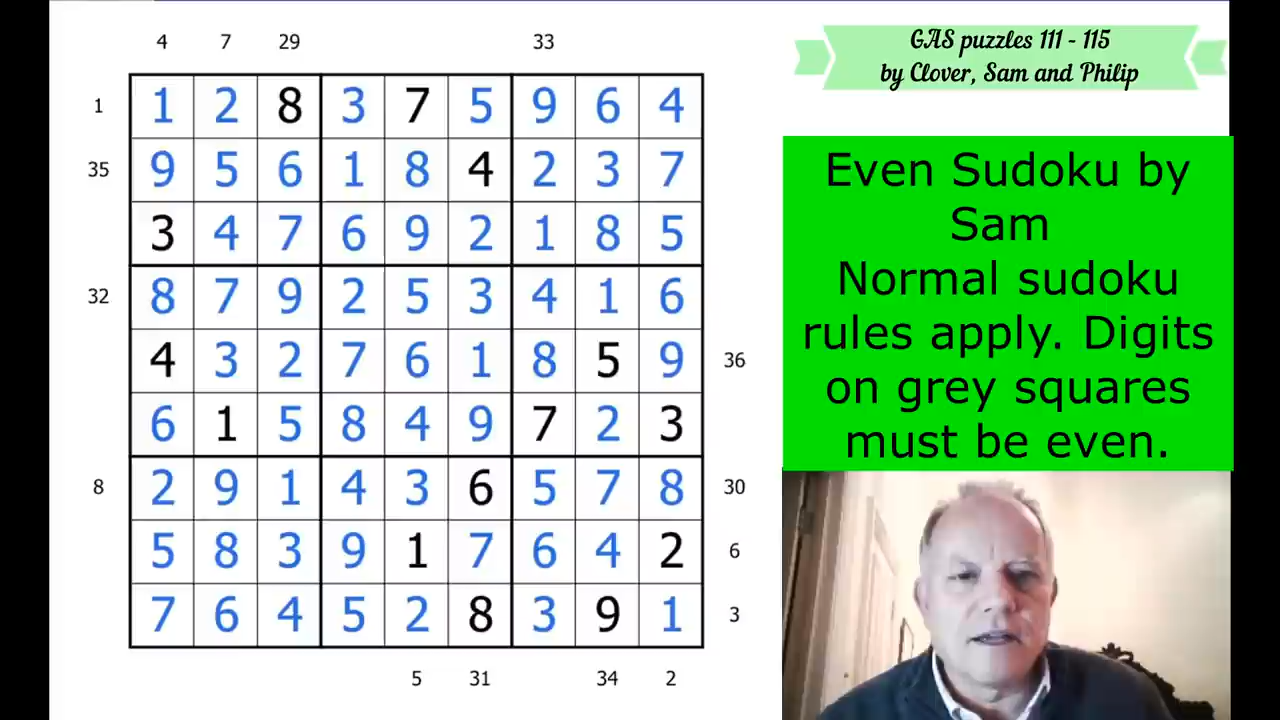 GAS puzzles 111 - 115
by Clover, Sam and Philip
4 7 29 33
1 1 2 8 3 7 5 9 6 4
35 9 5 6 1 8 4 2 3 7
3 4 7 6 9 2 1 8 5
32 8 7 9 2 5 3 4 1 6
4 3 2 7 6 1 8 5 9 36
6 1 5 8 4 9 7 2 3
8 2 9 1 4 3 6 5 7 8 30
5 8 3 9 1 7 6 4 2 6
7 6 4 5 2 8 3 9 1 3
5 31 34 2
Even Sudoku by
Sam
Normal sudoku
rules apply. Digits
on grey squares
must be even.